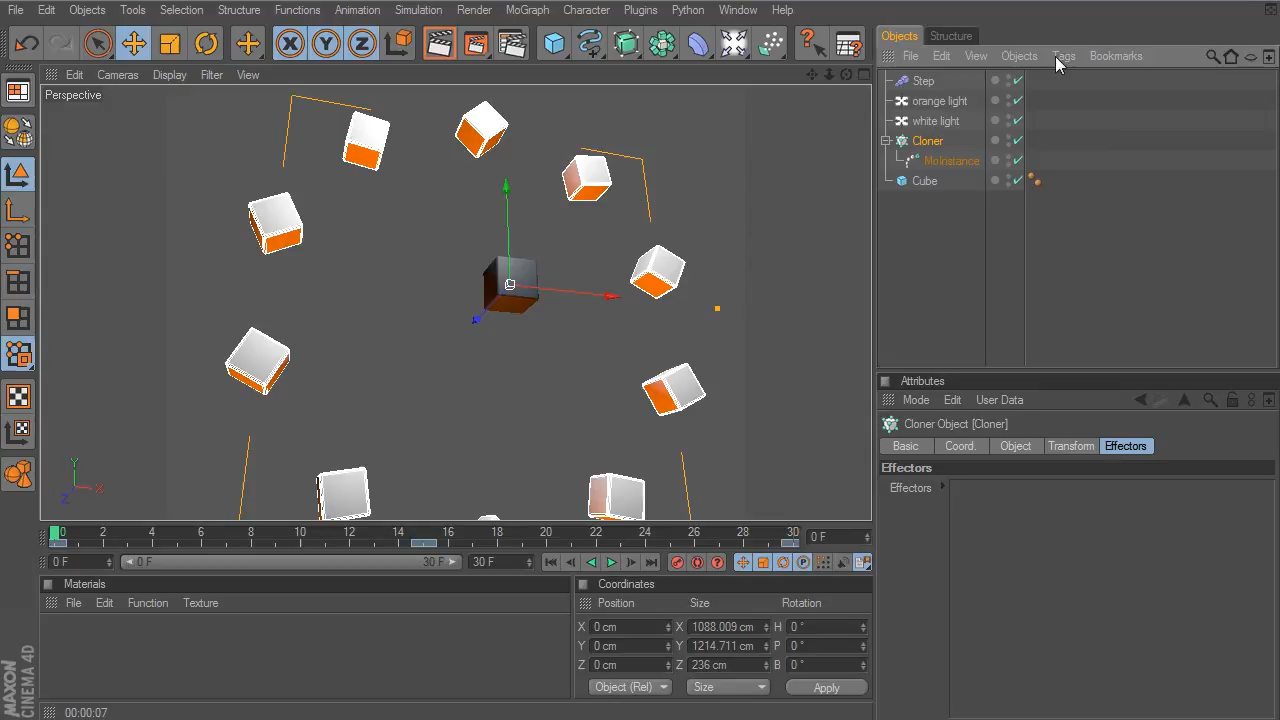 File Edit Objects Tools Selection Structure Functions Animation Simulation Render MoGraph Character Plugins Python Window Help
Objects Structure
File Edit View Objects Tags Bookmarks
Edit Cameras Display Filter View
Perspective
Step
orange light
white light
Cloner
MoInstance
Cube
Y
X
Z
Attributes
Mode Edit User Data
Cloner Object [Cloner]
Basic Coord. Object Transform Effectors
Effectors
Effectors
0 2 4 6 8 10 12 14 16 18 20 22 24 26 28 30 0 F
0 F 0 F 30 F 30 F
Materials
File Edit Function Texture
Coordinates
Position Size Rotation
X 0 cm X 1088.009 cm H 0 °
Y 0 cm Y 1214.711 cm P 0 °
Z 0 cm Z 236 cm B 0 °
Object (Rel) Size Apply
MAXON
CINEMA 4D
00:00:07